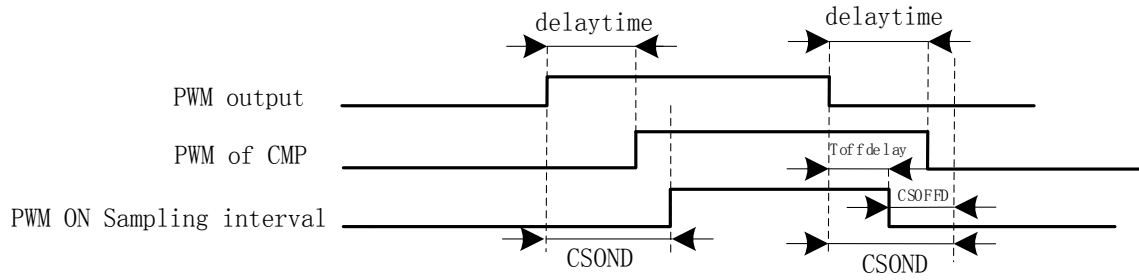 delaytime
delaytime
PWM output
PWM of CMP
Toffdelay
CSOFFD
PWM ON Sampling interval
CSOND
CSOND